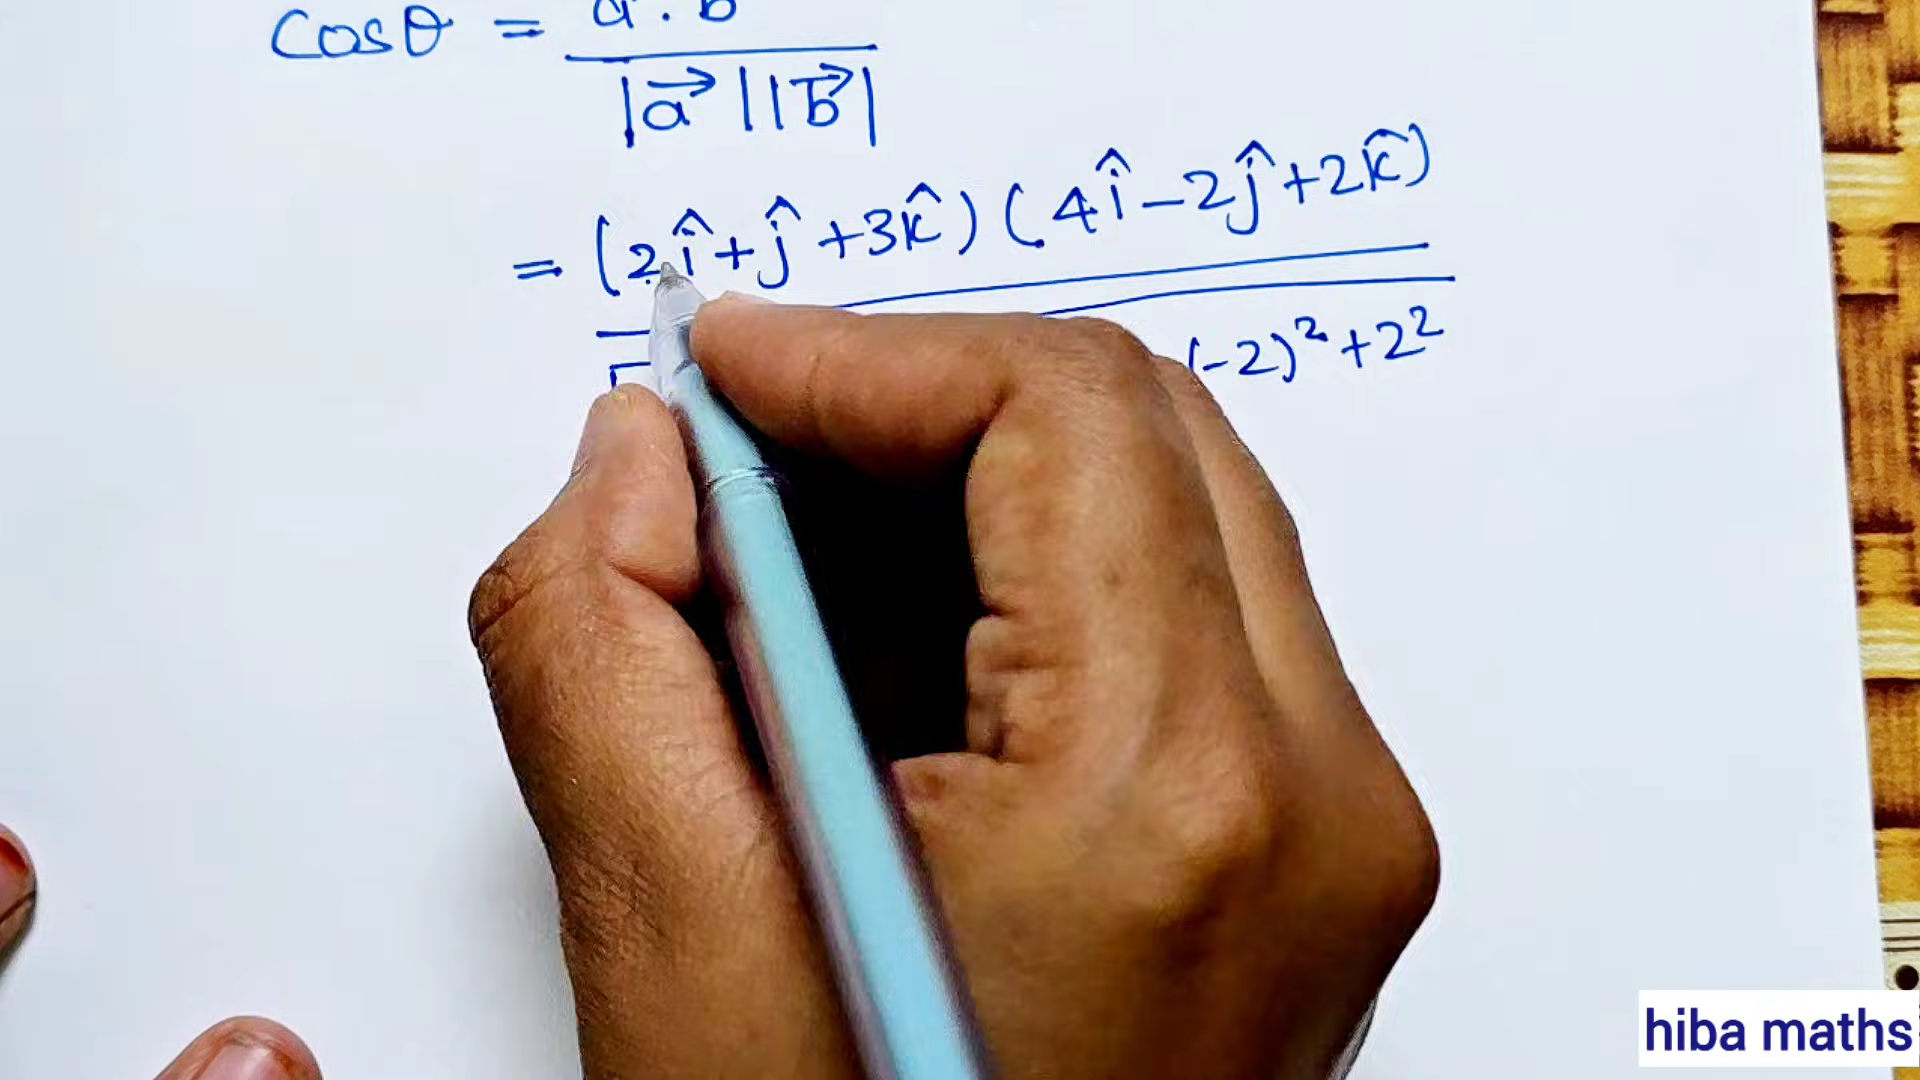 cosθ = a . b
|a⃗ | |b⃗|
= (2î+ĵ+3k̂) (4î-2ĵ+2k̂)
√ (-2)²+2²
hiba maths